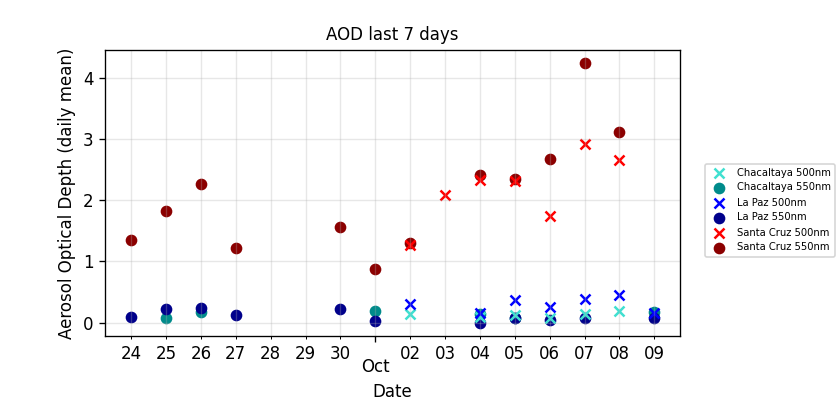 AOD last 7 days
Aerosol Optical Depth (daily mean)
4
3
2
1
0
24 25 26 27 28 29 30 02 03 04 05 06 07 08 09
Oct
Date
Chacaltaya 500nm
Chacaltaya 550nm
La Paz 500nm
La Paz 550nm
Santa Cruz 500nm
Santa Cruz 550nm